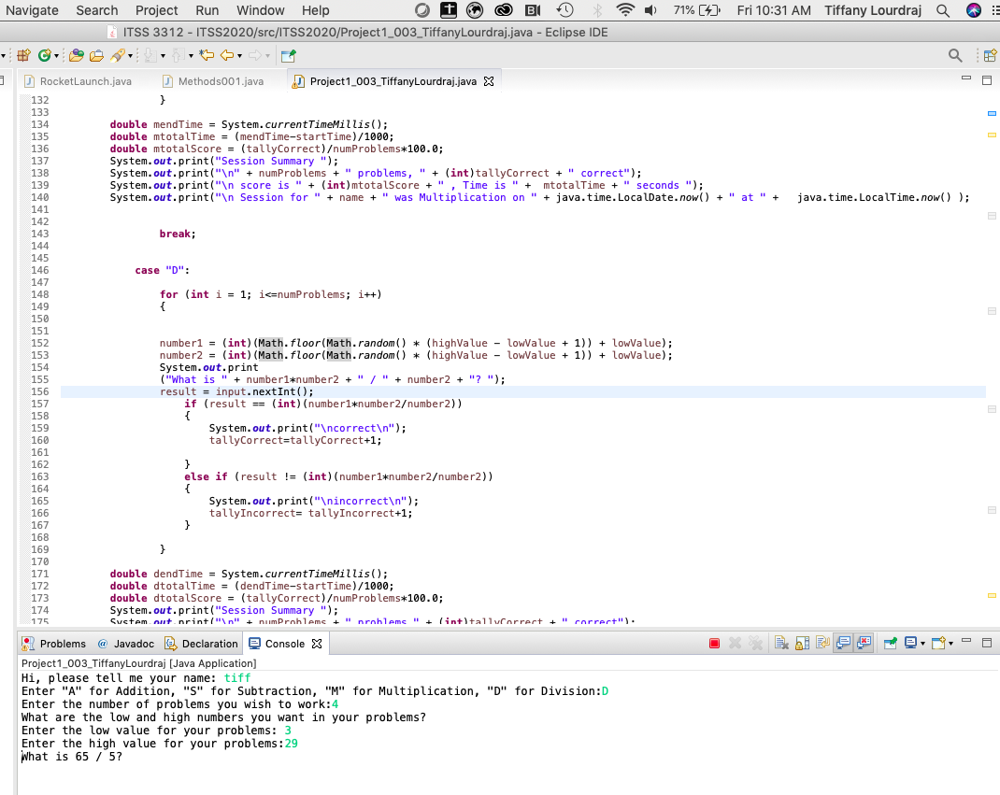 Navigate Search Project Run Window Help 71% Fri 10:31 AM Tiffany Lourdraj
ITSS 3312 - ITSS2020/src/ITSS2020/Project1_003_TiffanyLourdraj.java - Eclipse IDE
RocketLaunch.java Methods001.java Project1_003_TiffanyLourdraj.java
132 }
133
134 double mendTime = System.currentTimeMillis();
135 double mtotalTime = (mendTime-startTime)/1000;
136 double mtotalScore = (tallyCorrect)/numProblems*100.0;
137 System.out.print("Session Summary ");
138 System.out.print("\n" + numProblems + " problems, " + (int)tallyCorrect + " correct");
139 System.out.print("\n score is " + (int)mtotalScore + " , Time is " + mtotalTime + " seconds ");
140 System.out.print("\n Session for " + name + " was Multiplication on " + java.time.LocalDate.now() + " at " + java.time.LocalTime.now() );
141
142
143 break;
144
145
146 case "D":
147
148 for (int i = 1; i<=numProblems; i++)
149 {
150
151
152 number1 = (int)(Math.floor(Math.random() * (highValue - lowValue + 1)) + lowValue);
153 number2 = (int)(Math.floor(Math.random() * (highValue - lowValue + 1)) + lowValue);
154 System.out.print
155 ("What is " + number1*number2 + " / " + number2 + "? ");
156 result = input.nextInt();
157 if (result == (int)(number1*number2/number2))
158 {
159 System.out.print("\ncorrect\n");
160 tallyCorrect=tallyCorrect+1;
161
162 }
163 else if (result != (int)(number1*number2/number2))
164 {
165 System.out.print("\nincorrect\n");
166 tallyIncorrect= tallyIncorrect+1;
167 }
168
169 }
170
171 double dendTime = System.currentTimeMillis();
172 double dtotalTime = (dendTime-startTime)/1000;
173 double dtotalScore = (tallyCorrect)/numProblems*100.0;
174 System.out.print("Session Summary ");
175 System.out.print("\n" + numProblems + " problems " + (int)tallyCorrect + " correct");
Problems @ Javadoc Declaration Console
Project1_003_TiffanyLourdraj [Java Application]
Hi, please tell me your name: tiff
Enter "A" for Addition, "S" for Subtraction, "M" for Multiplication, "D" for Division:D
Enter the number of problems you wish to work:4
What are the low and high numbers you want in your problems?
Enter the low value for your problems: 3
Enter the high value for your problems:29
What is 65 / 5?